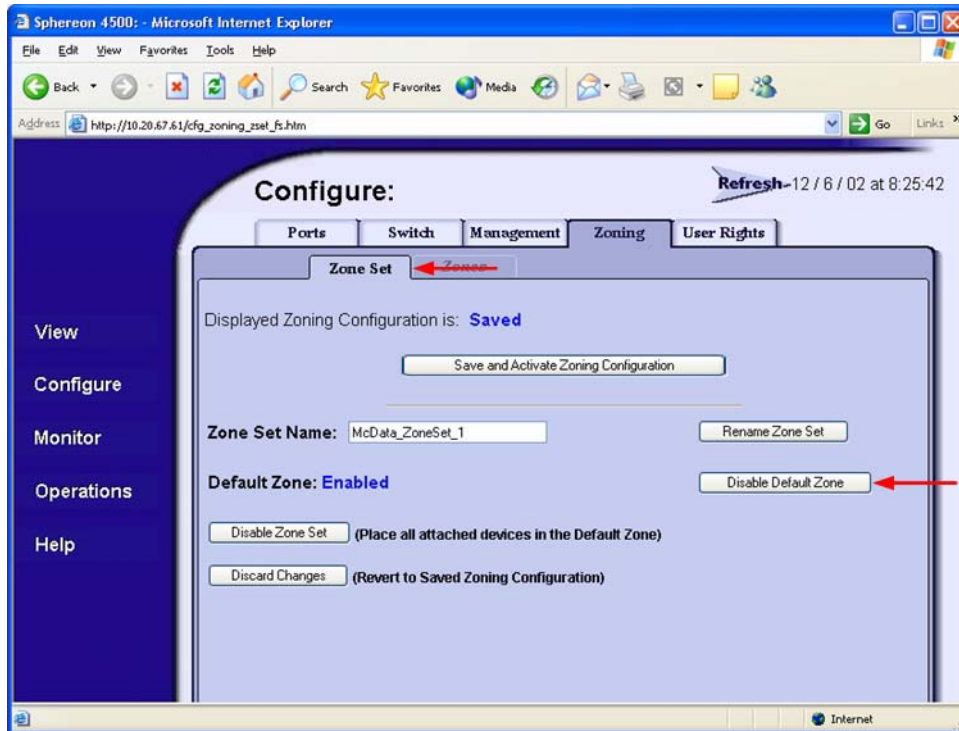 Sphereon 4500: - Microsoft Internet Explorer
File Edit View Favorites Tools Help
Back Search Favorites Media
Address http://10.20.67.61/cfg_zoning_zset_fs.htm Go Links »
Configure:
Refresh 12 / 6 / 02 at 8:25:42
Ports Switch Management Zoning User Rights
Zone Set Zones
Displayed Zoning Configuration is: Saved
Save and Activate Zoning Configuration
Zone Set Name: McData_ZoneSet_1 Rename Zone Set
Default Zone: Enabled Disable Default Zone
Disable Zone Set (Place all attached devices in the Default Zone)
Discard Changes (Revert to Saved Zoning Configuration)
View
Configure
Monitor
Operations
Help
Internet